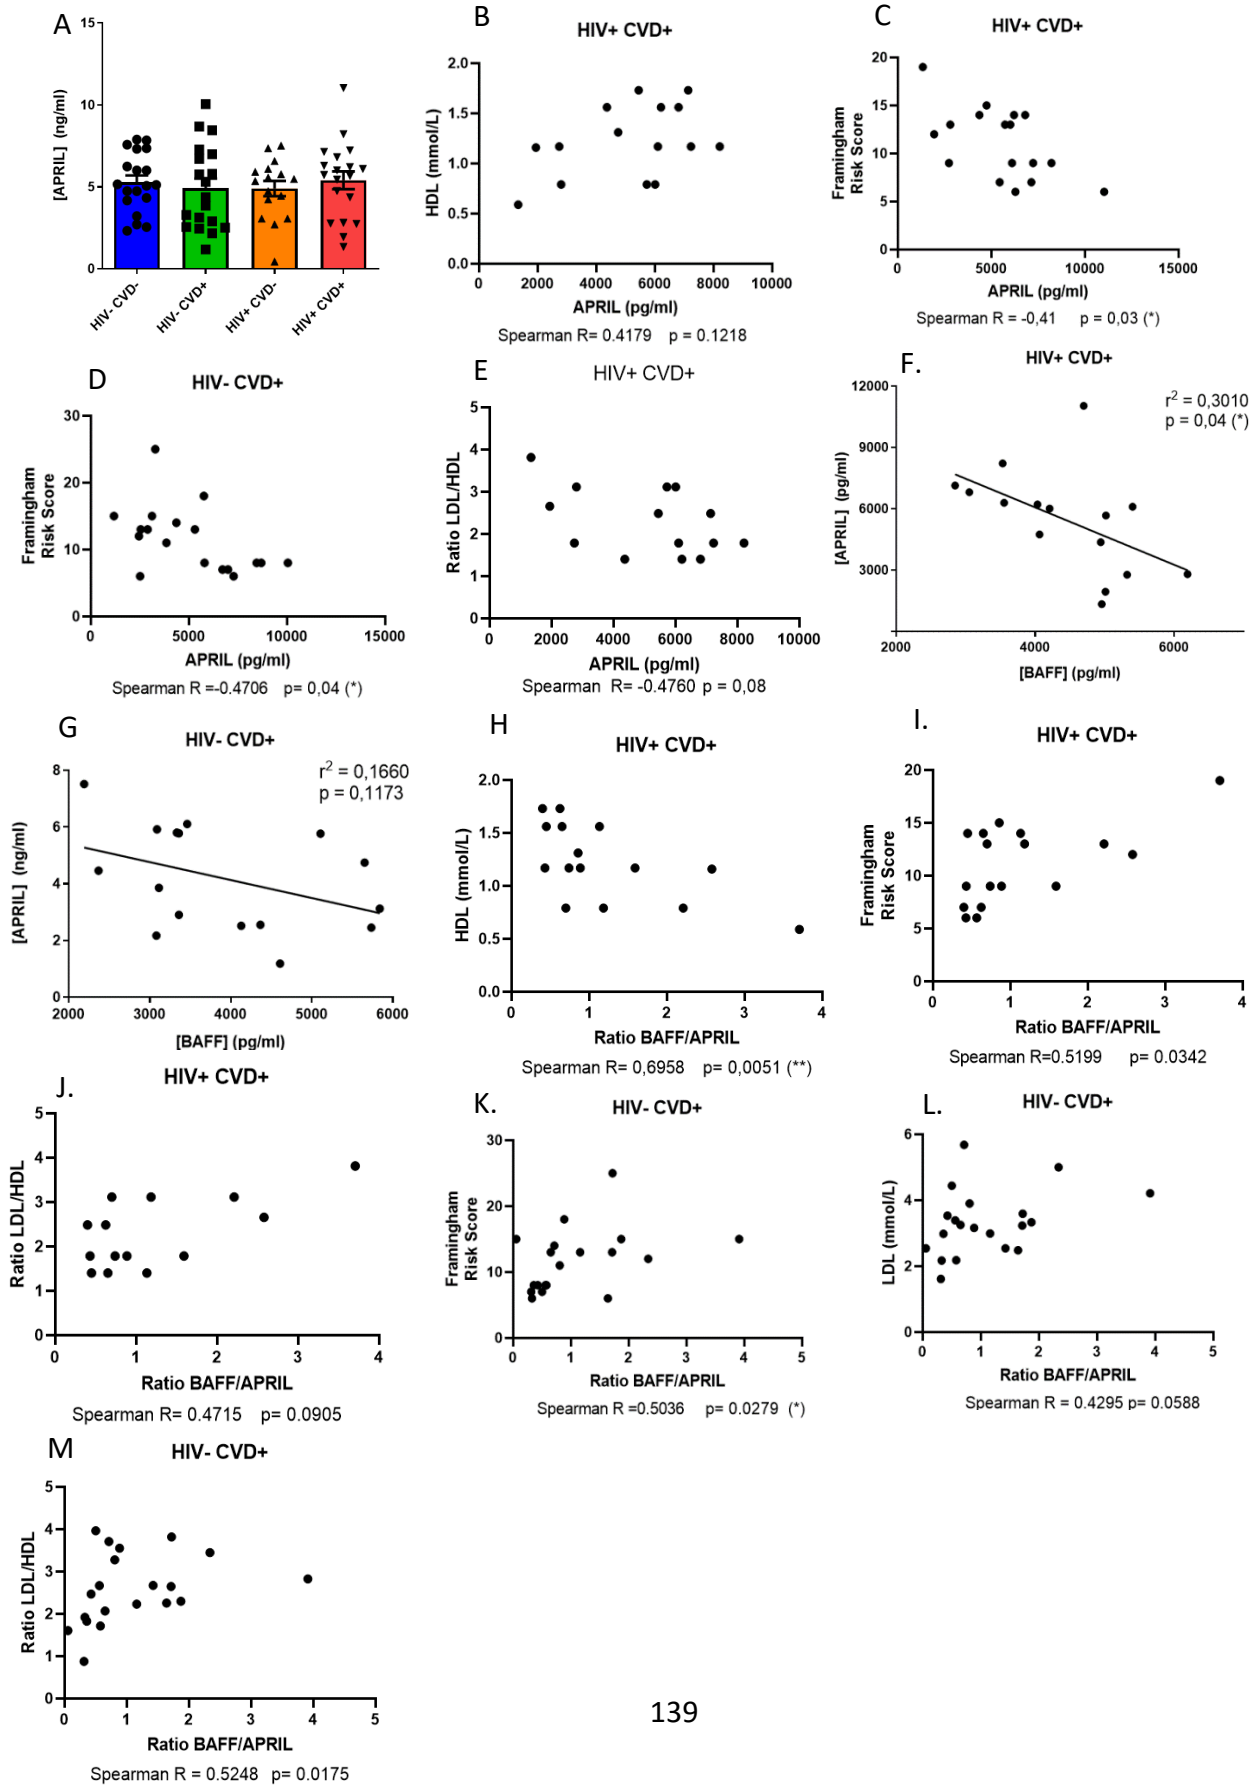 A
15
10
5
0
[APRIL] (ng/ml)
HIV- CVD-
HIV- CVD+
HIV+ CVD-
HIV+ CVD+
B
HIV+ CVD+
2.0
1.5
1.0
0.5
0.0
HDL (mmol/L)
0 2000 4000 6000 8000 10000
APRIL (pg/ml)
Spearman R= 0.4179 p = 0.1218
C
HIV+ CVD+
20
15
10
5
0
Framingham
Risk Score
0 5000 10000 15000
APRIL (pg/ml)
Spearman R = -0,41 p = 0,03 (*)
D
HIV- CVD+
30
20
10
0
Framingham
Risk Score
0 5000 10000 15000
APRIL (pg/ml)
Spearman R =-0.4706 p= 0,04 (*)
E
HIV+ CVD+
5
4
3
2
1
0
Ratio LDL/HDL
0 2000 4000 6000 8000 10000
APRIL (pg/ml)
Spearman R= -0.4760 p = 0,08
F.
HIV+ CVD+
r² = 0,3010
p = 0,04 (*)
12000
9000
6000
3000
[APRIL] (pg/ml)
2000 4000 6000
[BAFF] (pg/ml)
G
HIV- CVD+
r² = 0,1660
p = 0,1173
8
6
4
2
0
[APRIL] (ng/ml)
2000 3000 4000 5000 6000
[BAFF] (pg/ml)
H
HIV+ CVD+
2.0
1.5
1.0
0.5
0.0
HDL (mmol/L)
0 1 2 3 4
Ratio BAFF/APRIL
Spearman R= 0,6958 p= 0,0051 (**)
I.
HIV+ CVD+
20
15
10
5
0
Framingham
Risk Score
0 1 2 3 4
Ratio BAFF/APRIL
Spearman R=0.5199 p= 0.0342
J.
HIV+ CVD+
5
4
3
2
1
0
Ratio LDL/HDL
0 1 2 3 4
Ratio BAFF/APRIL
Spearman R= 0.4715 p= 0.0905
K.
HIV- CVD+
30
20
10
0
Framingham
Risk Score
0 1 2 3 4 5
Ratio BAFF/APRIL
Spearman R =0.5036 p= 0.0279 (*)
L.
HIV- CVD+
6
4
2
0
LDL (mmol/L)
0 1 2 3 4 5
Ratio BAFF/APRIL
Spearman R = 0.4295 p= 0.0588
M
HIV- CVD+
5
4
3
2
1
0
Ratio LDL/HDL
0 1 2 3 4 5
Ratio BAFF/APRIL
Spearman R = 0.5248 p= 0.0175
139